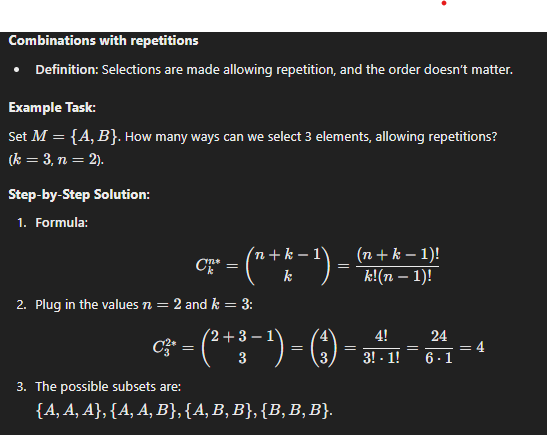 Combinations with repetitions
• Definition: Selections are made allowing repetition, and the order doesn't matter.
Example Task:
Set M = {A, B}. How many ways can we select 3 elements, allowing repetitions?
(k = 3, n = 2).
Step-by-Step Solution:
1. Formula:
C_k^{n*} = \binom{n + k − 1}{k} = \frac{(n + k − 1)!}{k!(n − 1)!}
2. Plug in the values n = 2 and k = 3:
C_3^{2*} = \binom{2 + 3 − 1}{3} = \binom{4}{3} = \frac{4!}{3! · 1!} = \frac{24}{6 · 1} = 4
3. The possible subsets are:
{A, A, A}, {A, A, B}, {A, B, B}, {B, B, B}.